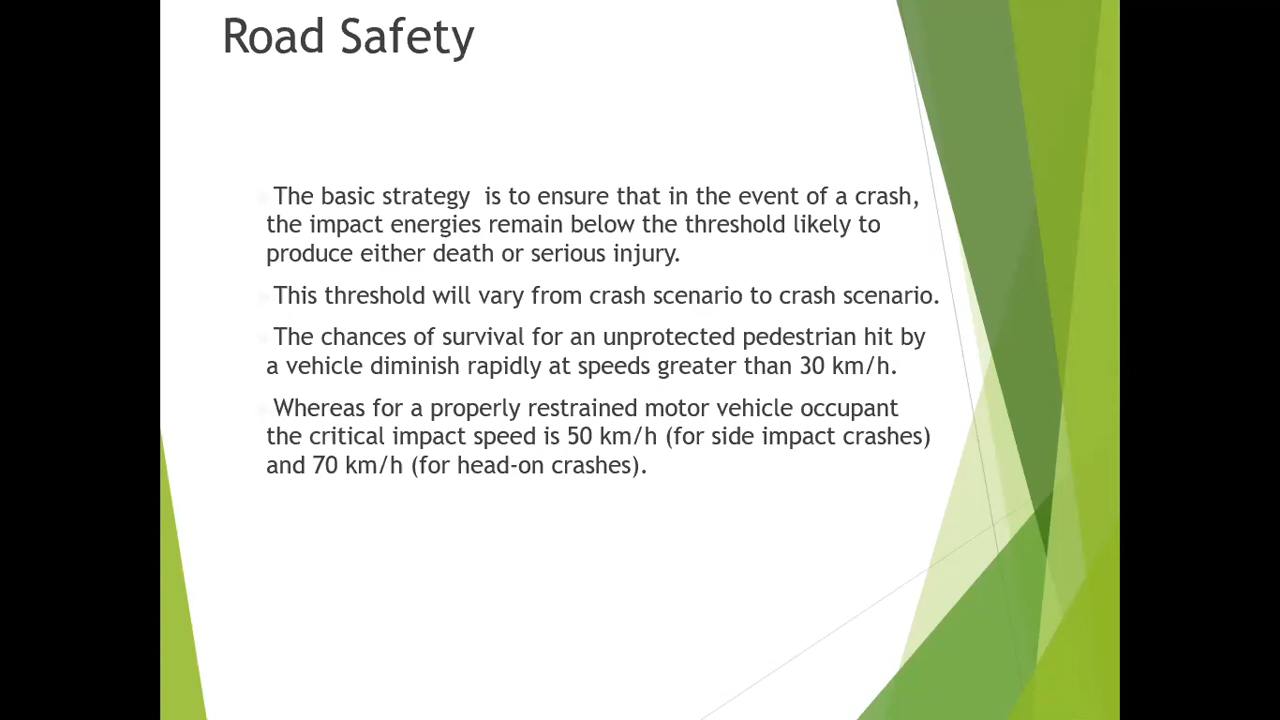 Road Safety
The basic strategy  is to ensure that in the event of a crash,
the impact energies remain below the threshold likely to
produce either death or serious injury.
This threshold will vary from crash scenario to crash scenario.
The chances of survival for an unprotected pedestrian hit by
a vehicle diminish rapidly at speeds greater than 30 km/h.
Whereas for a properly restrained motor vehicle occupant
the critical impact speed is 50 km/h (for side impact crashes)
and 70 km/h (for head-on crashes).